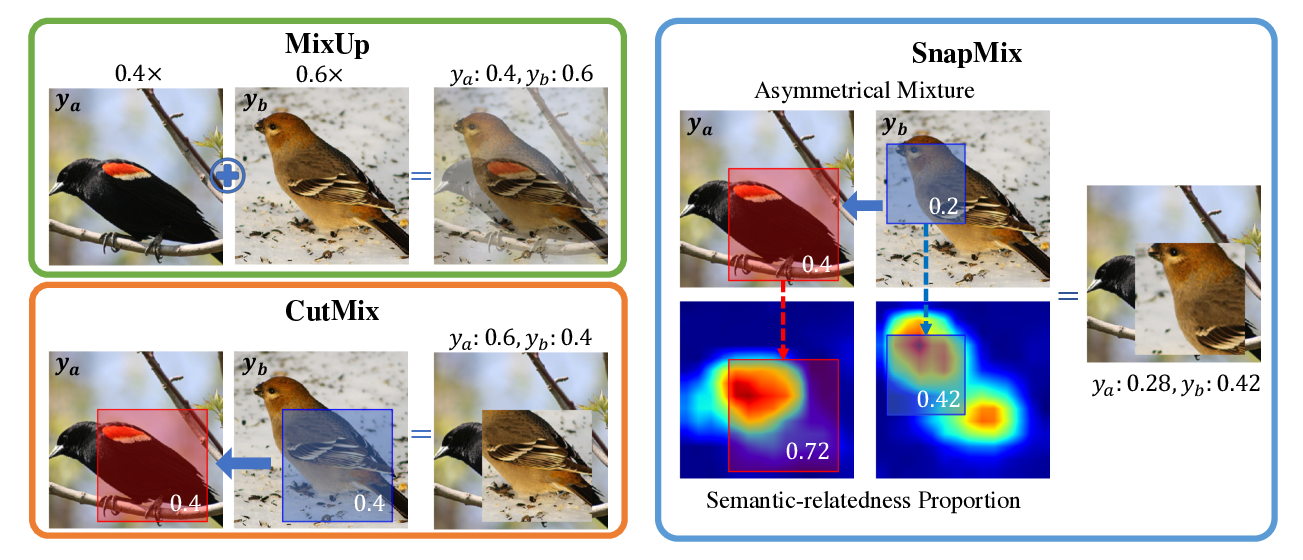 MixUp
0.4×
0.6×
y_a: 0.4, y_b: 0.6
y_a
y_b
=
CutMix
y_a: 0.6, y_b: 0.4
y_a
y_b
0.4
0.4
=
SnapMix
Asymmetrical Mixture
y_a
y_b
0.4
0.2
0.72
0.42
=
y_a: 0.28, y_b: 0.42
Semantic-relatedness Proportion